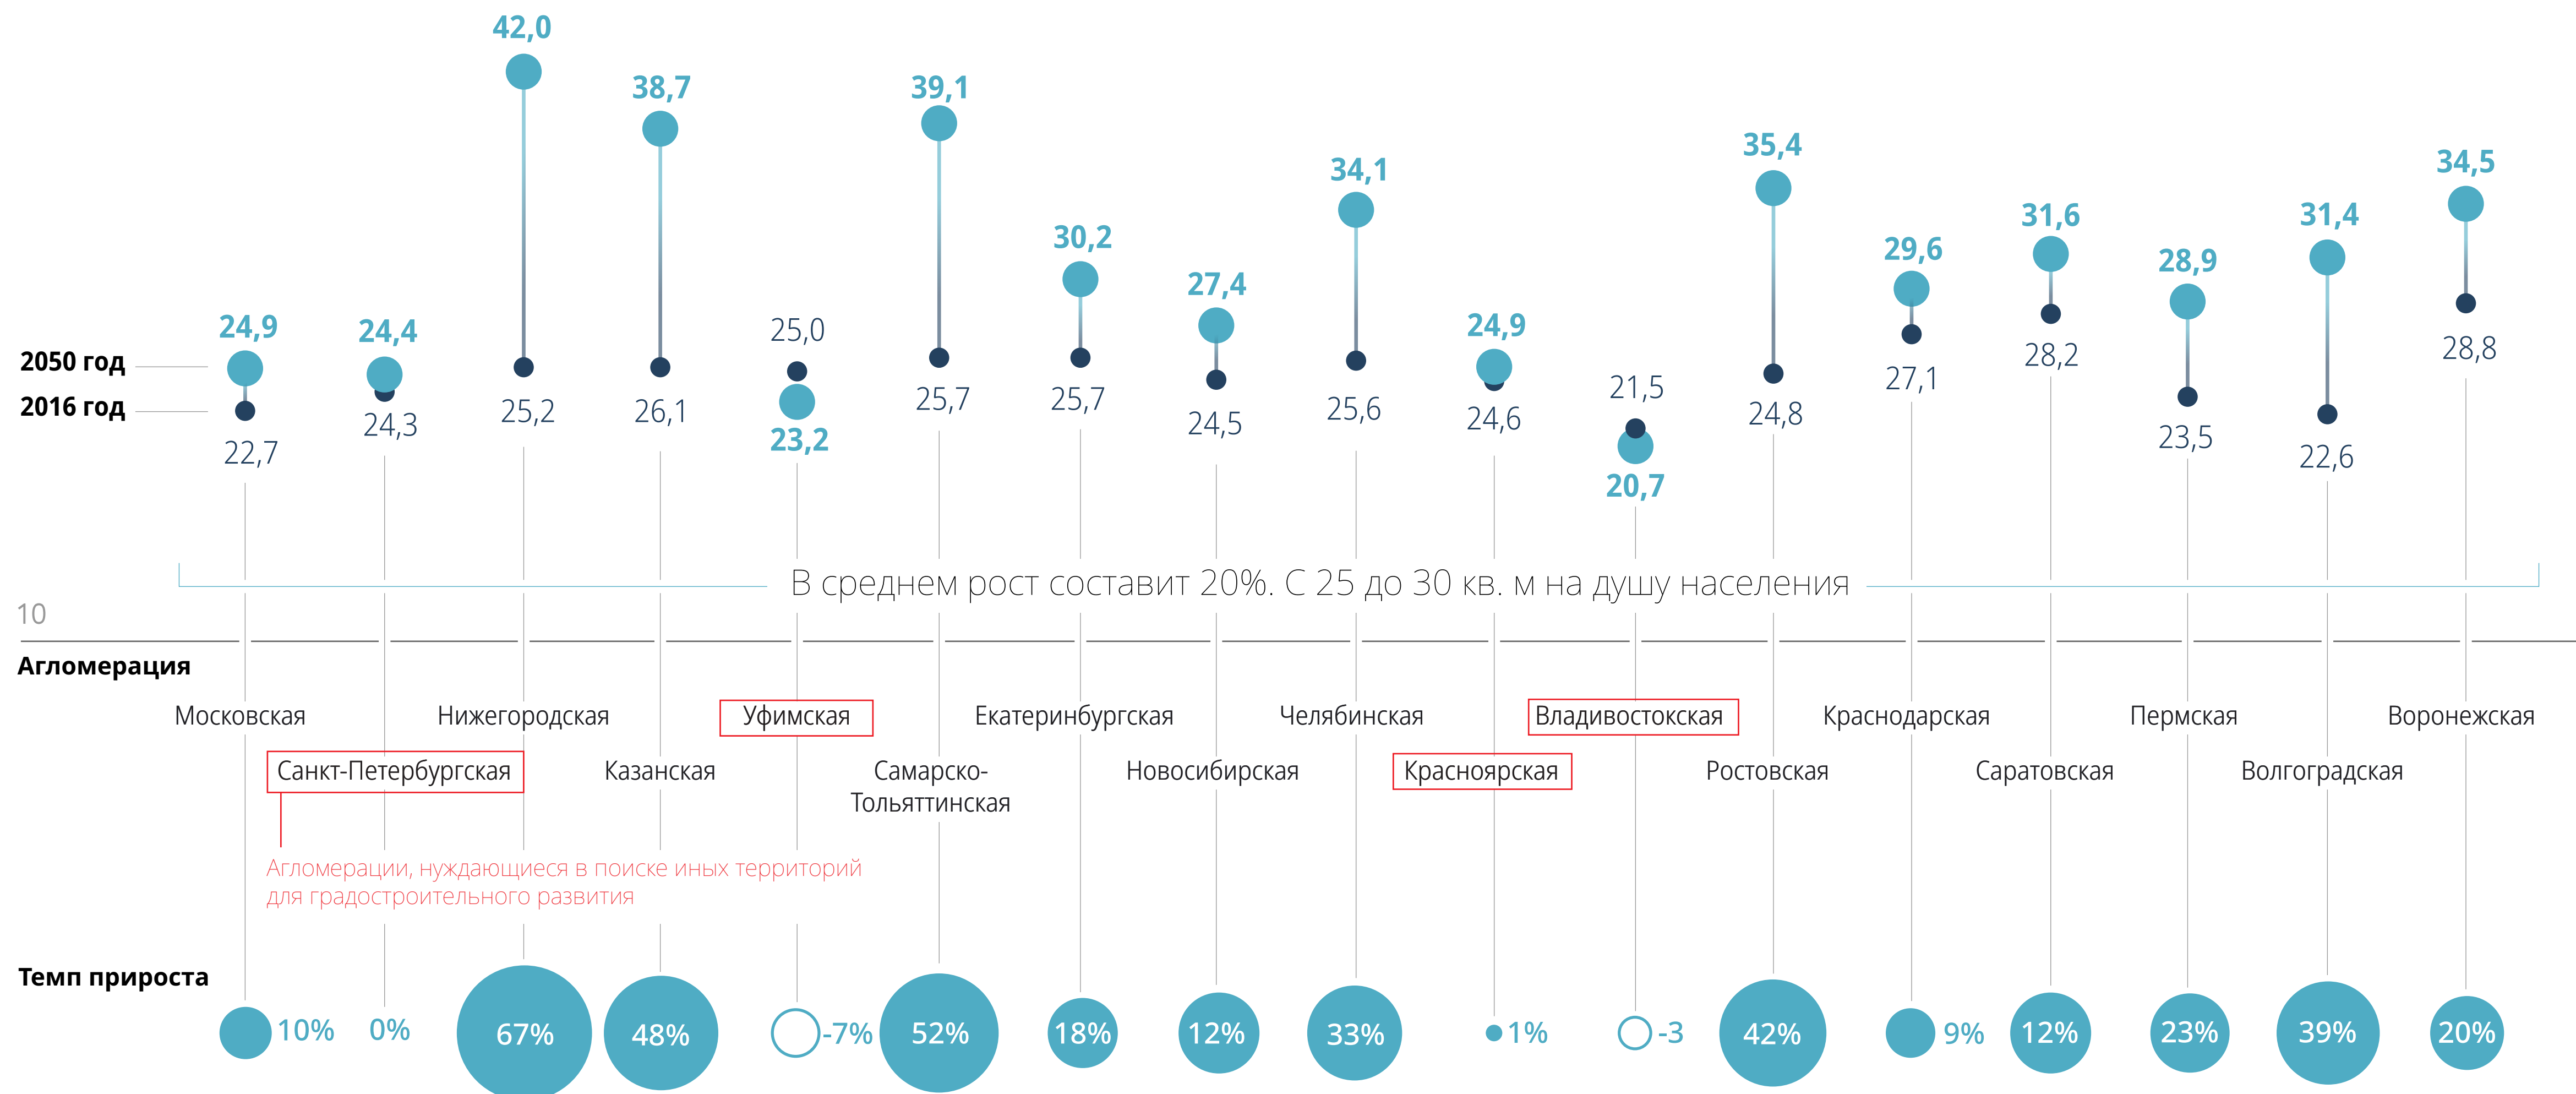 42,0
38,7
39,1
35,4
34,1
34,5
31,6
31,4
30,2
29,6
28,9
27,4
24,9
24,4
25,0
24,9
2050 год
2016 год
22,7
24,3
25,2
26,1
23,2
25,7
25,7
24,5
25,6
24,6
21,5
20,7
24,8
27,1
28,2
23,5
22,6
28,8
В среднем рост составит 20%. С 25 до 30 кв. м на душу населения
10
Агломерация
Московская
Нижегородская
Уфимская
Екатеринбургская
Челябинская
Владивостокская
Краснодарская
Пермская
Воронежская
Санкт-Петербургская
Казанская
Самарско-
Тольяттинская
Новосибирская
Красноярская
Ростовская
Саратовская
Волгоградская
Агломерации, нуждающиеся в поиске иных территорий
для градостроительного развития
Темп прироста
10%
0%
67%
48%
-7%
52%
18%
12%
33%
1%
-3
42%
9%
12%
23%
39%
20%